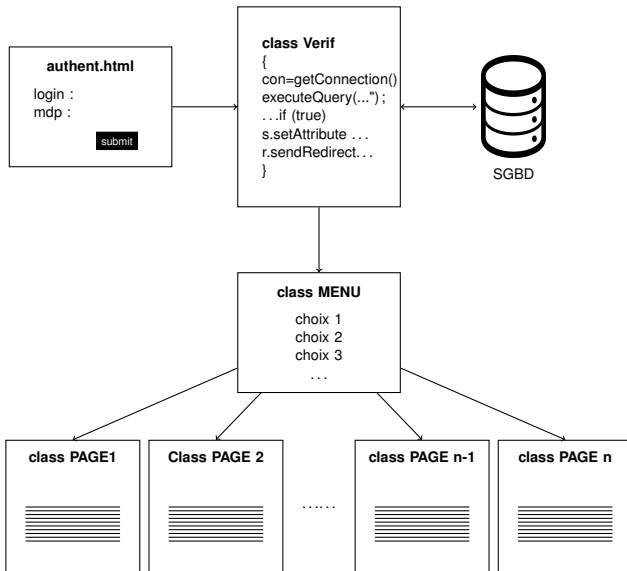 authent.html
login :
mdp :
submit
class Verif
{
con=getConnection()
executeQuery(...") ;
...if (true)
s.setAttribute ...
r.sendRedirect...
}
SGBD
class MENU
choix 1
choix 2
choix 3
...
class PAGE1
Class PAGE 2
......
class PAGE n-1
class PAGE n